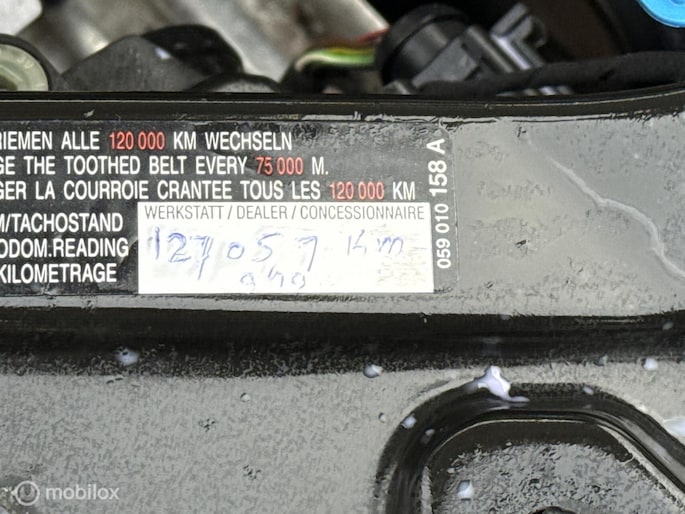 RIEMEN ALLE 120 000 KM WECHSELN
GE THE TOOTHED BELT EVERY 75 000 M.
GER LA COURROIE CRANTEE TOUS LES 120 000 KM
M/TACHOSTAND
ODOM.READING
KILOMETRAGE
WERKSTATT / DEALER / CONCESSIONNAIRE
127057 km
059 010 158 A
mobilox